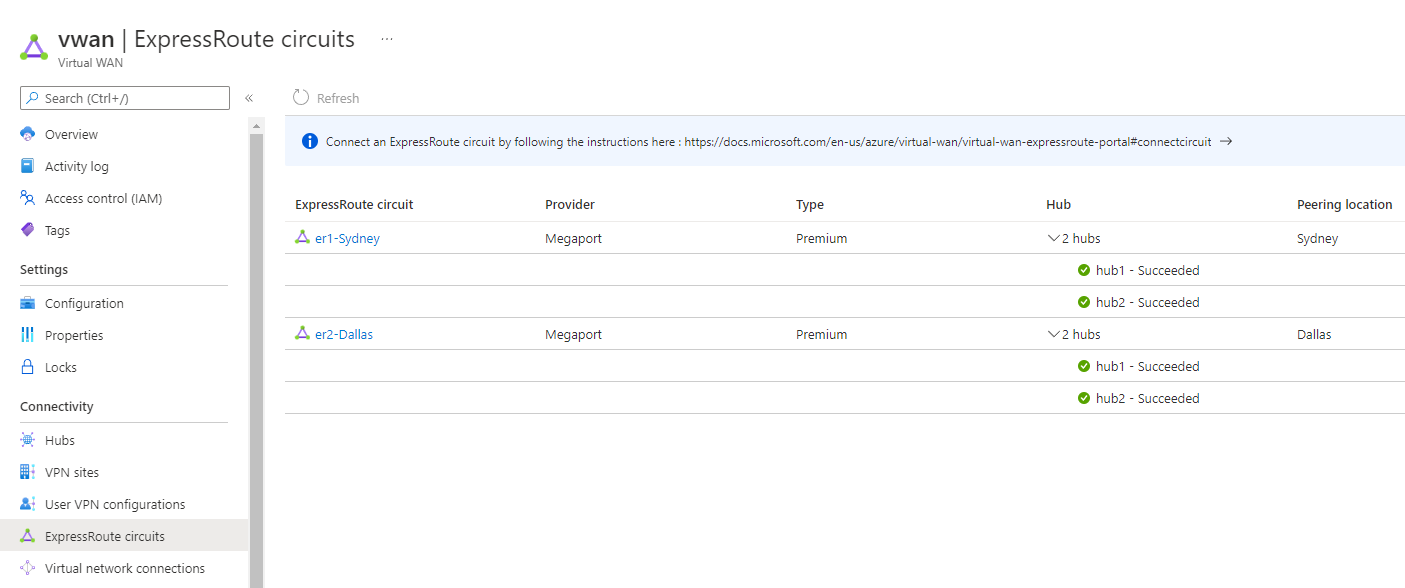 vwan | ExpressRoute circuits ...
Virtual WAN
Search (Ctrl+/) «
Overview
Activity log
Access control (IAM)
Tags
Settings
Configuration
Properties
Locks
Connectivity
Hubs
VPN sites
User VPN configurations
ExpressRoute circuits
Virtual network connections
Refresh
Connect an ExpressRoute circuit by following the instructions here : https://docs.microsoft.com/en-us/azure/virtual-wan/virtual-wan-expressroute-portal#connectcircuit →
ExpressRoute circuit Provider Type Hub Peering location
er1-Sydney Megaport Premium 2 hubs Sydney
hub1 - Succeeded
hub2 - Succeeded
er2-Dallas Megaport Premium 2 hubs Dallas
hub1 - Succeeded
hub2 - Succeeded